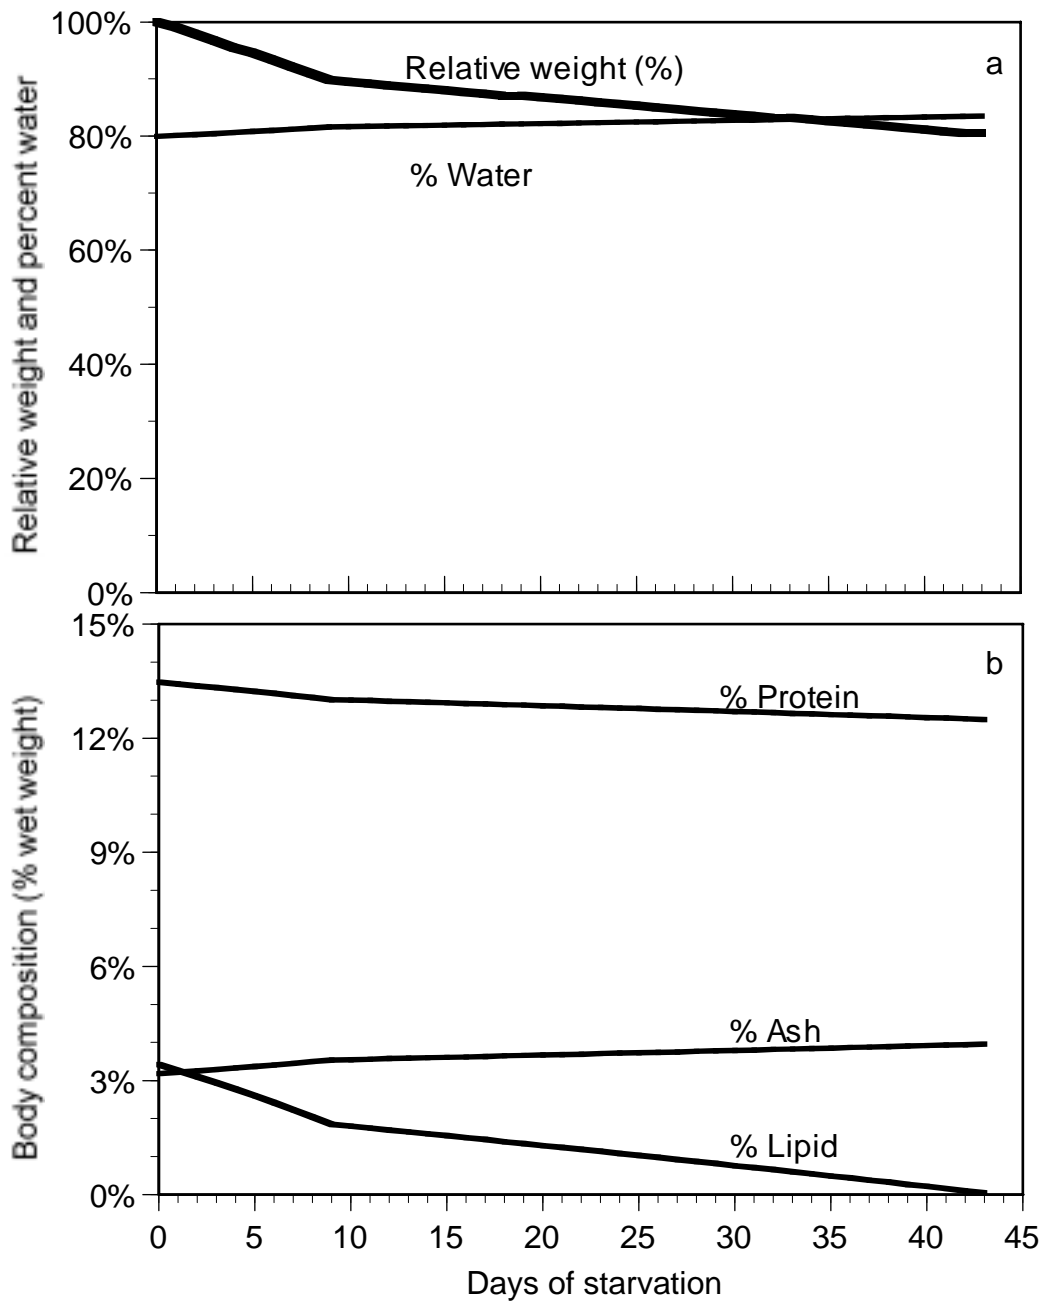 Relative weight and percent water
100%
80%
60%
40%
20%
0%
Relative weight (%)
% Water
a
Body composition (% wet weight)
15%
12%
9%
6%
3%
0%
b
% Protein
% Ash
% Lipid
0 5 10 15 20 25 30 35 40 45
Days of starvation